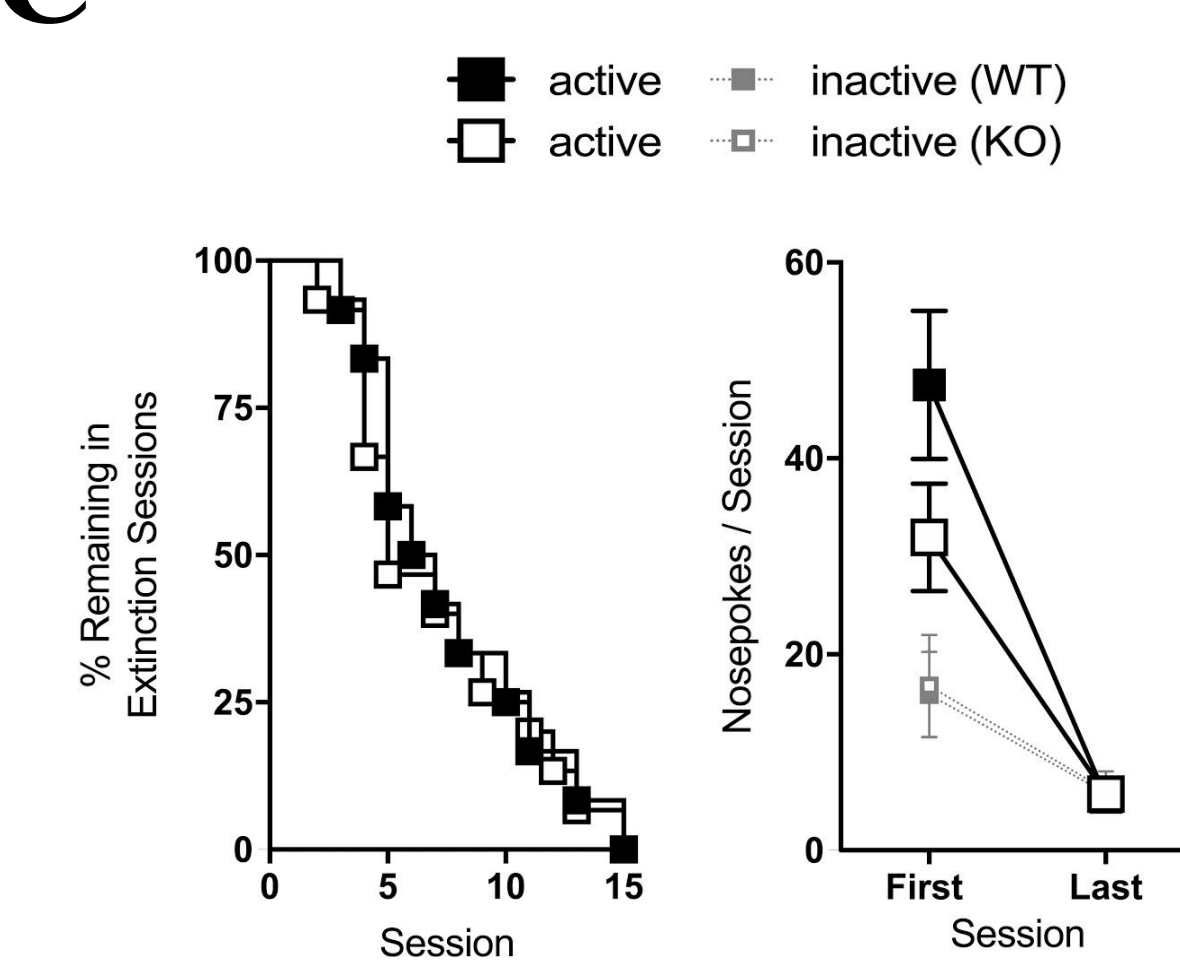 C
active inactive (WT)
active inactive (KO)
% Remaining in
Extinction Sessions
100
75
50
25
0
0 5 10 15
Session
Nosepokes / Session
60
40
20
0
First Last
Session